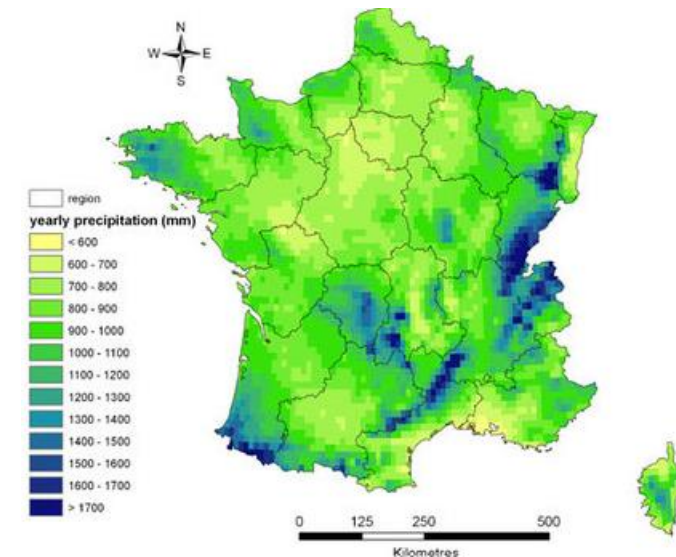 N
W E
S
region
yearly precipitation (mm)
< 600
600 - 700
700 - 800
800 - 900
900 - 1000
1000 - 1100
1100 - 1200
1200 - 1300
1300 - 1400
1400 - 1500
1500 - 1600
1600 - 1700
> 1700
0 125 250 500
Kilometres